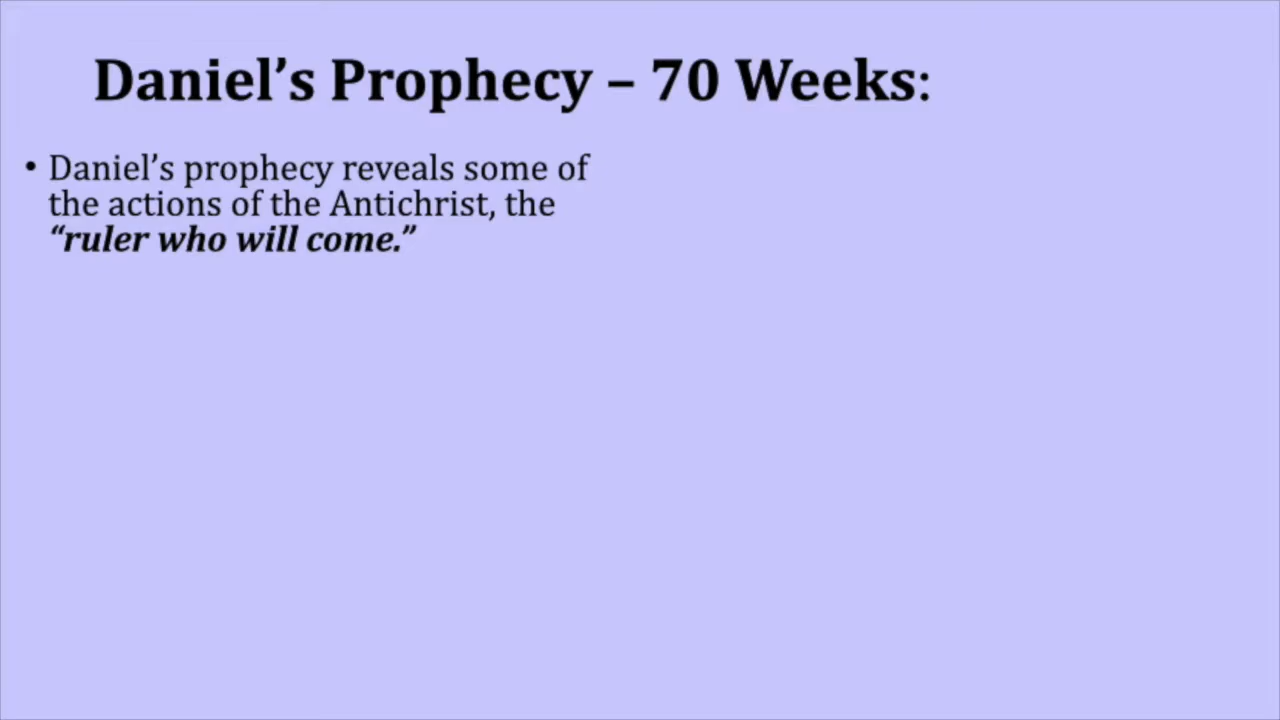 Daniel’s Prophecy – 70 Weeks:
• Daniel’s prophecy reveals some of
the actions of the Antichrist, the
“ruler who will come.”